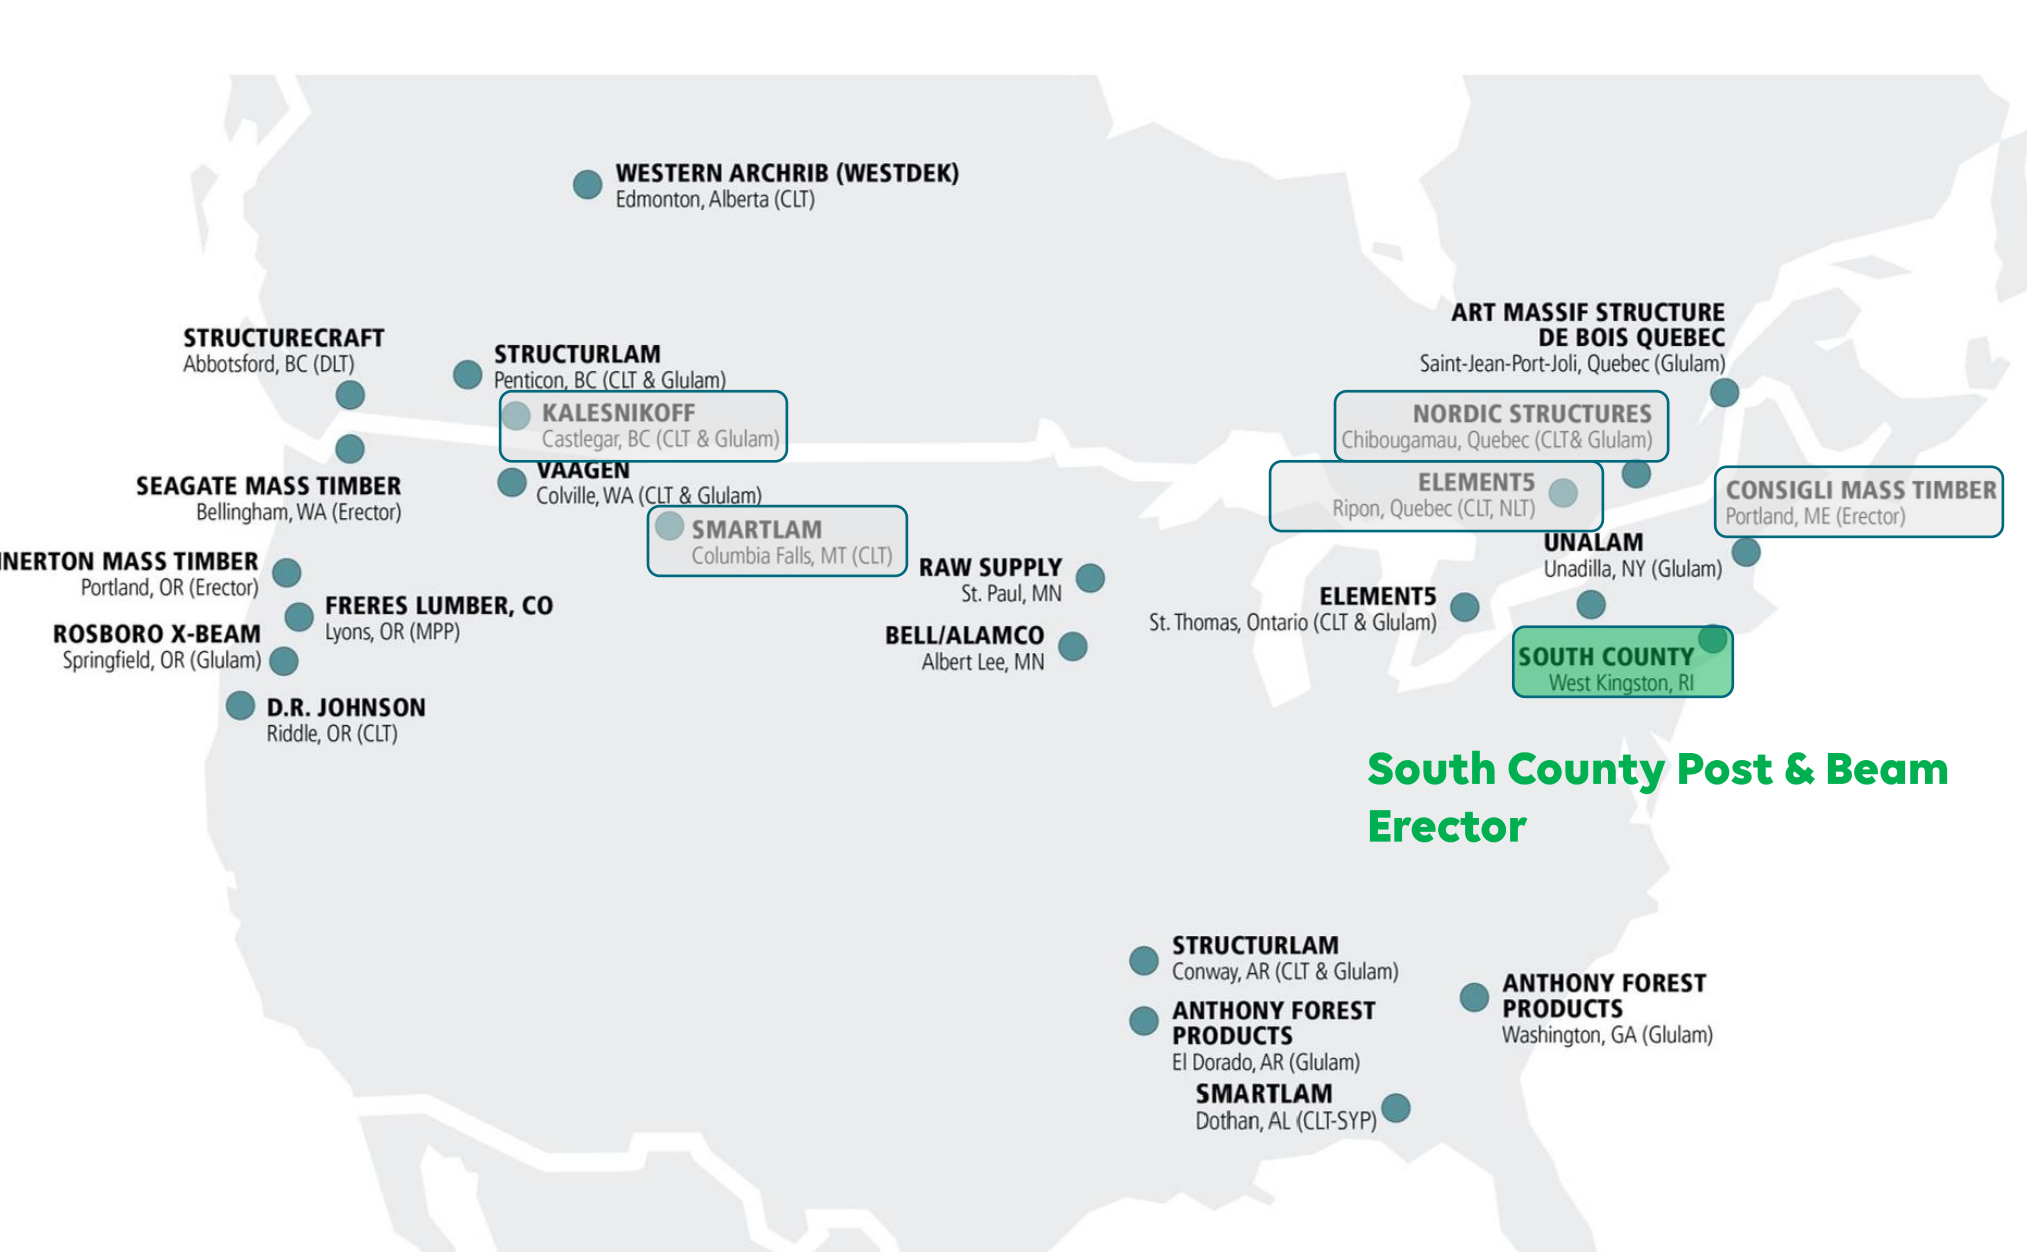 WESTERN ARCHRIB (WESTDEK)
Edmonton, Alberta (CLT)
STRUCTURECRAFT
Abbotsford, BC (DLT)
STRUCTURLAM
Penticon, BC (CLT & Glulam)
KALESNIKOFF
Castlegar, BC (CLT & Glulam)
VAAGEN
Colville, WA (CLT & Glulam)
SEAGATE MASS TIMBER
Bellingham, WA (Erector)
SMARTLAM
Columbia Falls, MT (CLT)
NERTON MASS TIMBER
Portland, OR (Erector)
FRERES LUMBER, CO
Lyons, OR (MPP)
ROSBORO X-BEAM
Springfield, OR (Glulam)
D.R. JOHNSON
Riddle, OR (CLT)
RAW SUPPLY
St. Paul, MN
BELL/ALAMCO
Albert Lee, MN
ART MASSIF STRUCTURE
DE BOIS QUEBEC
Saint-Jean-Port-Joli, Quebec (Glulam)
NORDIC STRUCTURES
Chibougamau, Quebec (CLT& Glulam)
ELEMENT5
Ripon, Quebec (CLT, NLT)
CONSIGLI MASS TIMBER
Portland, ME (Erector)
UNALAM
Unadilla, NY (Glulam)
ELEMENT5
St. Thomas, Ontario (CLT & Glulam)
SOUTH COUNTY
West Kingston, RI
South County Post & Beam
Erector
STRUCTURLAM
Conway, AR (CLT & Glulam)
ANTHONY FOREST
PRODUCTS
El Dorado, AR (Glulam)
SMARTLAM
Dothan, AL (CLT-SYP)
ANTHONY FOREST
PRODUCTS
Washington, GA (Glulam)